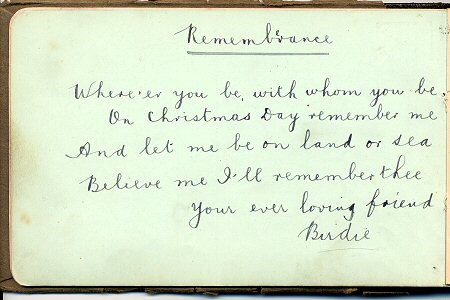 Remembrance
Where'er you be, with whom you be,
On Christmas Day remember me
And let me be on land or sea
Believe me I'll remember thee
Your ever loving friend
Birdie